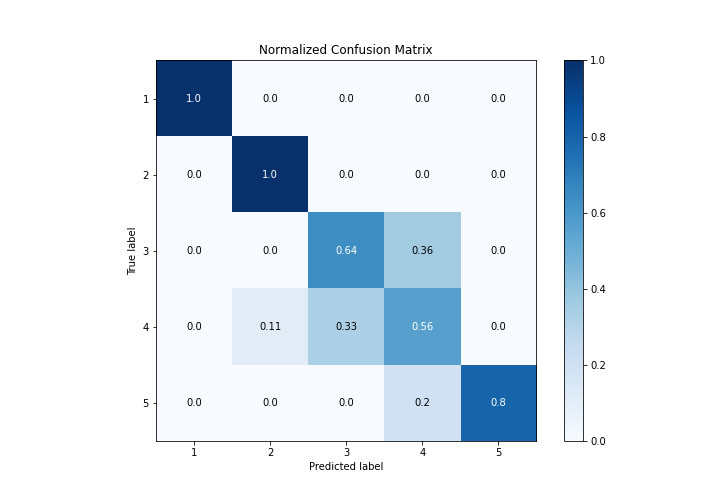 Normalized Confusion Matrix
1.0
1 1.0 0.0 0.0 0.0 0.0
0.8
2 0.0 1.0 0.0 0.0 0.0
0.6
True label
3 0.0 0.0 0.64 0.36 0.0
0.4
4 0.0 0.11 0.33 0.56 0.0
0.2
5 0.0 0.0 0.0 0.2 0.8
0.0
1 2 3 4 5
Predicted label